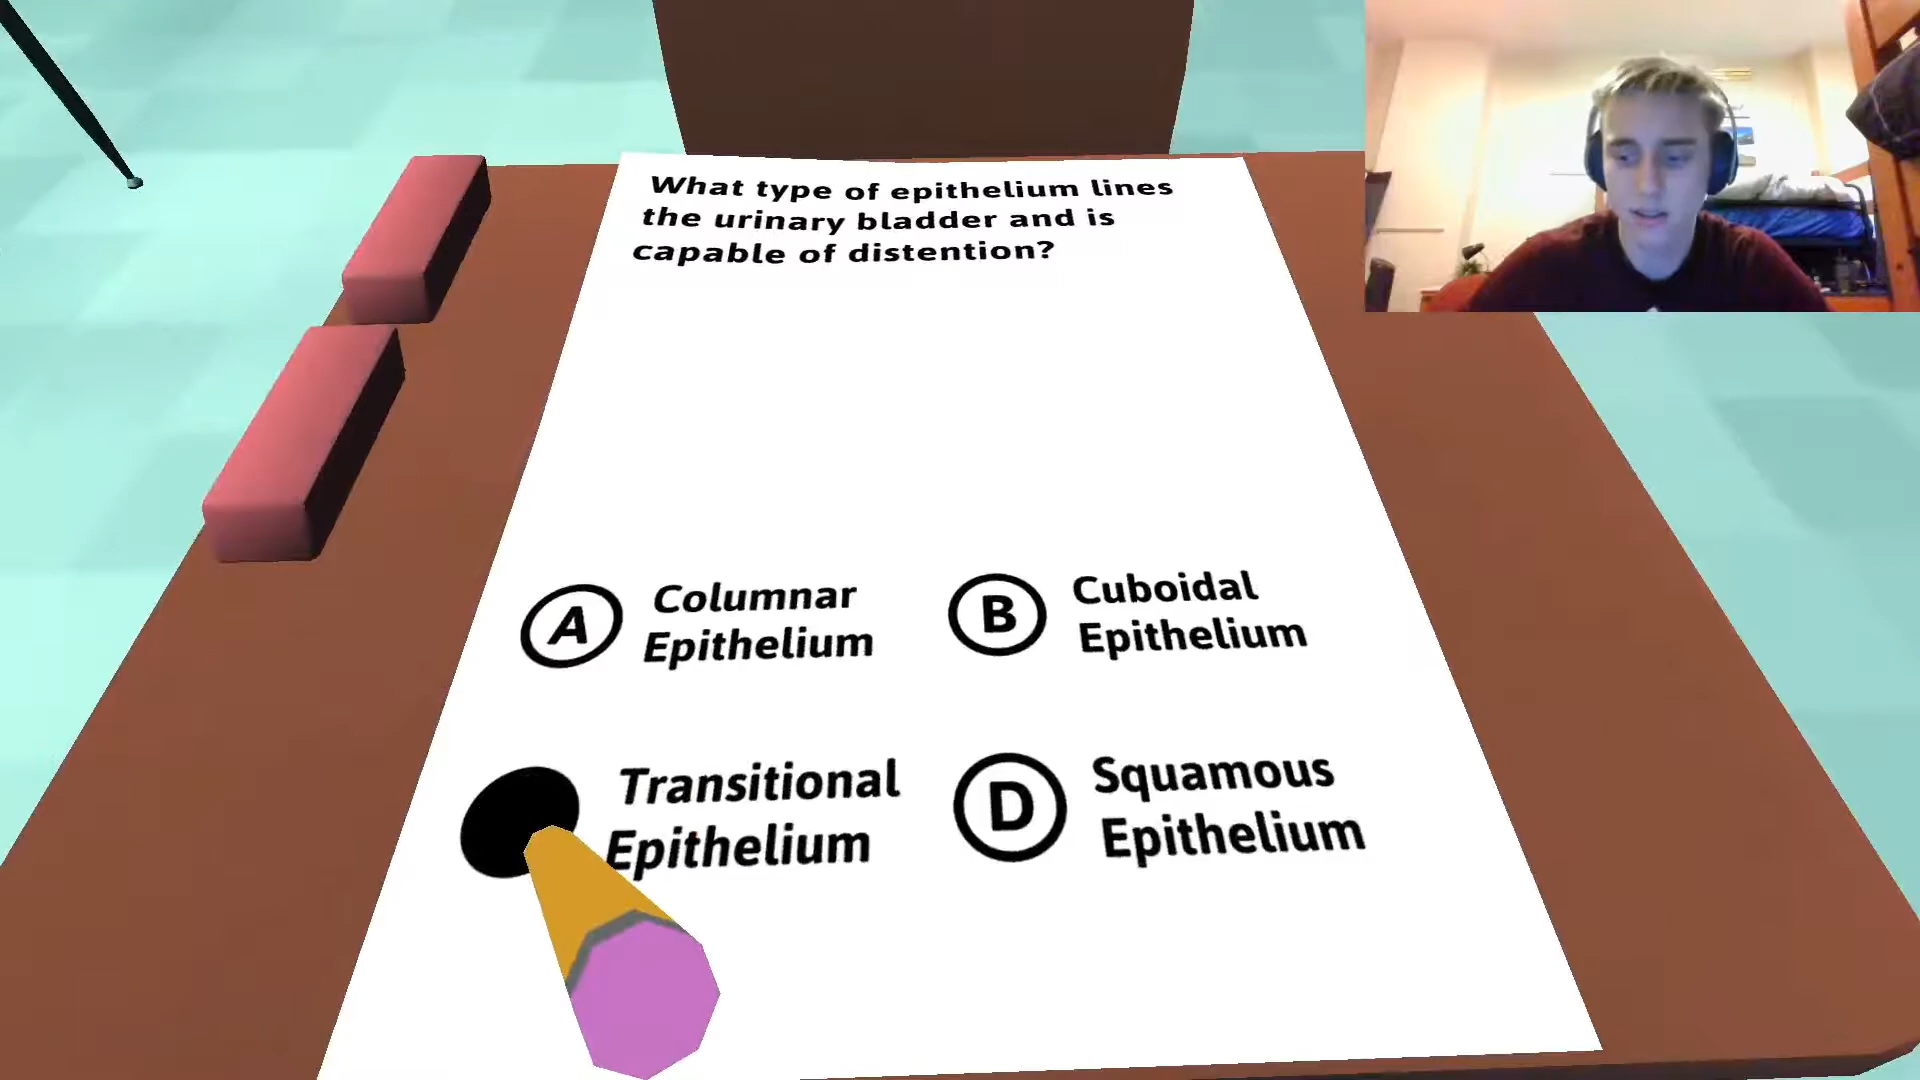 What type of epithelium lines
the urinary bladder and is
capable of distention?
A Columnar
Epithelium
B Cuboidal
Epithelium
Transitional
Epithelium
D Squamous
Epithelium